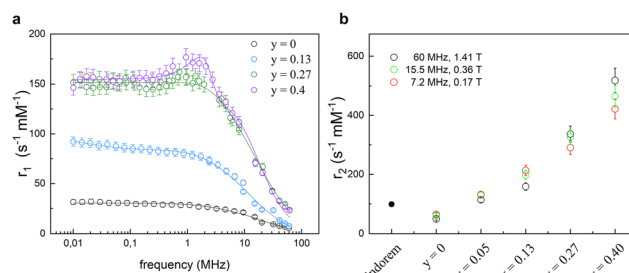 a
200
150
100
50
0
r₁ (s⁻¹ mM⁻¹)
y = 0
y = 0.13
y = 0.27
y = 0.4
0,01
0,1
1
10
100
frequency (MHz)
b
600
400
200
0
r₂ (s⁻¹ mM⁻¹)
60 MHz, 1.41 T
15.5 MHz, 0.36 T
7.2 MHz, 0.17 T
ndorem
y = 0
= 0.05
= 0.13
= 0.27
= 0.40